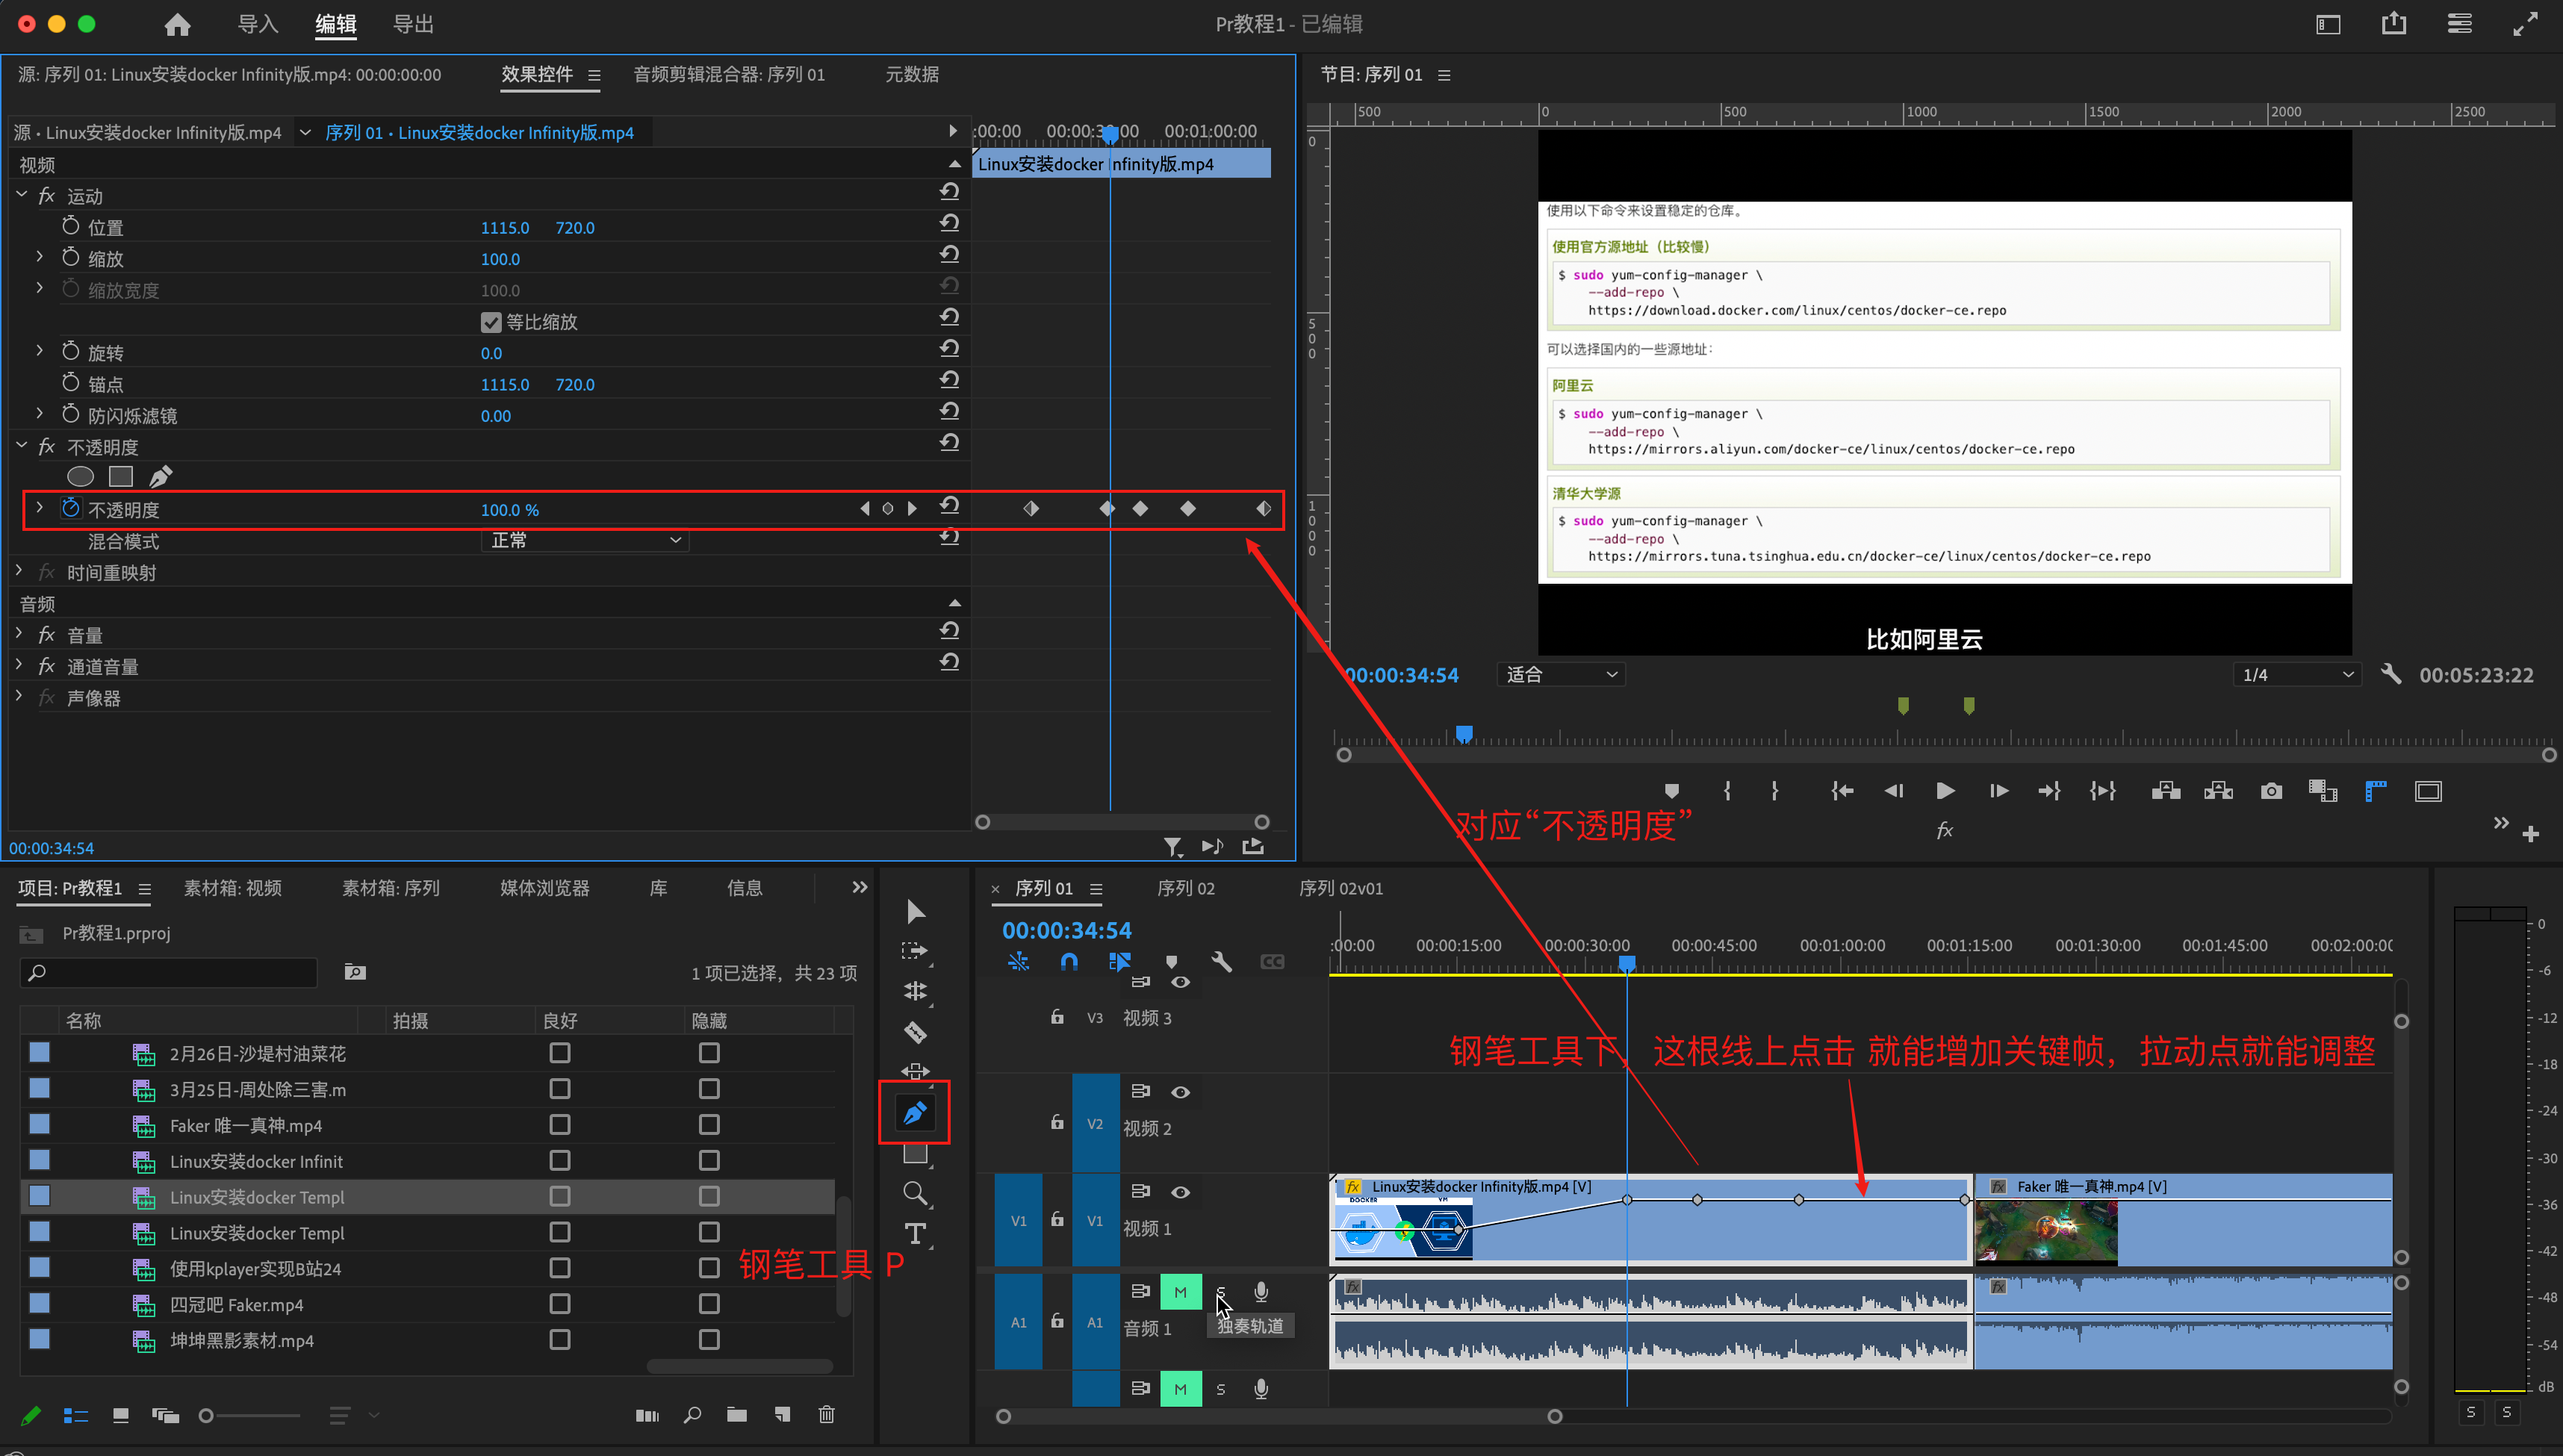 导入 编辑 导出
Pr教程1 - 已编辑
源: 序列 01: Linux安装docker Infinity版.mp4: 00:00:00:00
效果控件
音频剪辑混合器: 序列 01
元数据
源 · Linux安装docker Infinity版.mp4
序列 01 · Linux安装docker Infinity版.mp4
:00:00 00:00:30:00 00:01:00:00
Linux安装docker Infinity版.mp4
视频
fx 运动
位置 1115.0 720.0
缩放 100.0
缩放宽度 100.0
等比缩放
旋转 0.0
锚点 1115.0 720.0
防闪烁滤镜 0.00
fx 不透明度
不透明度 100.0 %
混合模式 正常
fx 时间重映射
音频
fx 音量
fx 通道音量
fx 声像器
00:00:34:54
节目: 序列 01
500 0 500 1000 1500 2000 2500
0
500
1000
使用以下命令来设置稳定的仓库。
使用官方源地址（比较慢）
$ sudo yum-config-manager \
--add-repo \
https://download.docker.com/linux/centos/docker-ce.repo
可以选择国内的一些源地址：
阿里云
$ sudo yum-config-manager \
--add-repo \
https://mirrors.aliyun.com/docker-ce/linux/centos/docker-ce.repo
清华大学源
$ sudo yum-config-manager \
--add-repo \
https://mirrors.tuna.tsinghua.edu.cn/docker-ce/linux/centos/docker-ce.repo
比如阿里云
00:00:34:54 适合 1/4 00:05:23:22
fx
对应“不透明度”
项目: Pr教程1
素材箱: 视频
素材箱: 序列
媒体浏览器
库
信息
Pr教程1.prproj
1 项已选择，共 23 项
名称 拍摄 良好 隐藏
2月26日-沙堤村油菜花
3月25日-周处除三害.m
Faker 唯一真神.mp4
Linux安装docker Infinit
Linux安装docker Templ
Linux安装docker Templ
使用kplayer实现B站24
四冠吧 Faker.mp4
坤坤黑影素材.mp4
钢笔工具 P
T
× 序列 01
序列 02
序列 02v01
00:00:34:54
:00:00 00:00:15:00 00:00:30:00 00:00:45:00 00:01:00:00 00:01:15:00 00:01:30:00 00:01:45:00 00:02:00:00
CC
V3 视频 3
钢笔工具下，这根线上点击 就能增加关键帧，拉动点就能调整
V2 视频 2
V1 V1 视频 1
fx Linux安装docker Infinity版.mp4 [V]
DOCKER VM
fx Faker 唯一真神.mp4 [V]
A1 A1 音频 1
M S
独奏轨道
fx
fx
M S
0
-6
-12
-18
-24
-30
-36
-42
-48
-54
dB
S S